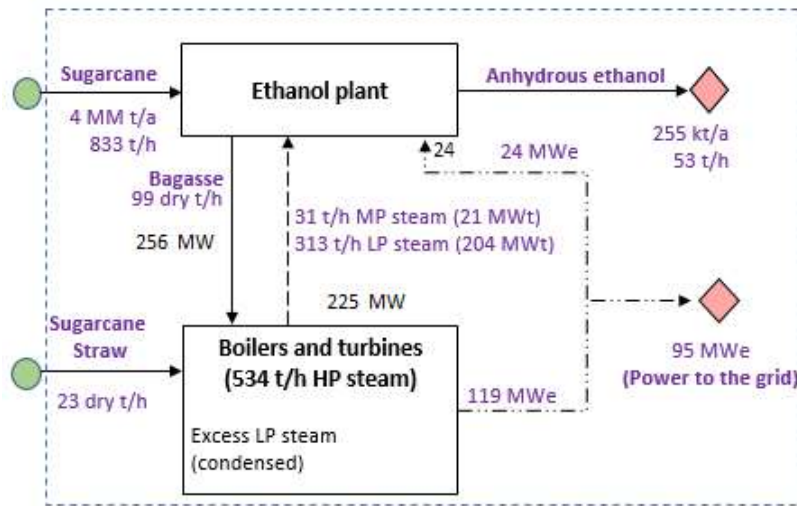 Sugarcane
4 MM t/a
833 t/h
Ethanol plant
Anhydrous ethanol
255 kt/a
53 t/h
24
24 MWe
Bagasse
99 dry t/h
256 MW
31 t/h MP steam (21 MWt)
313 t/h LP steam (204 MWt)
225 MW
Sugarcane
Straw
23 dry t/h
Boilers and turbines
(534 t/h HP steam)
Excess LP steam
(condensed)
119 MWe
95 MWe
(Power to the grid)